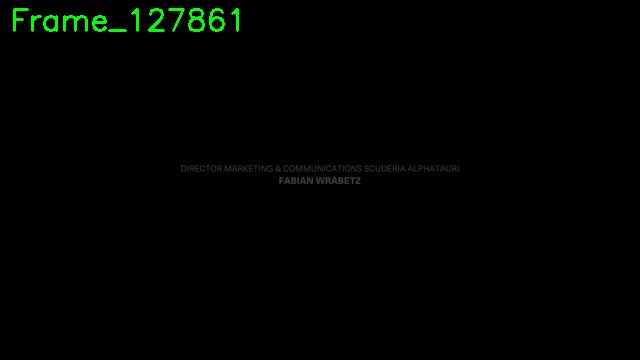 Frame_127861
DIRECTOR MARKETING & COMMUNICATIONS SCUDERIA ALPHATAURI
FABIAN WRABETZ